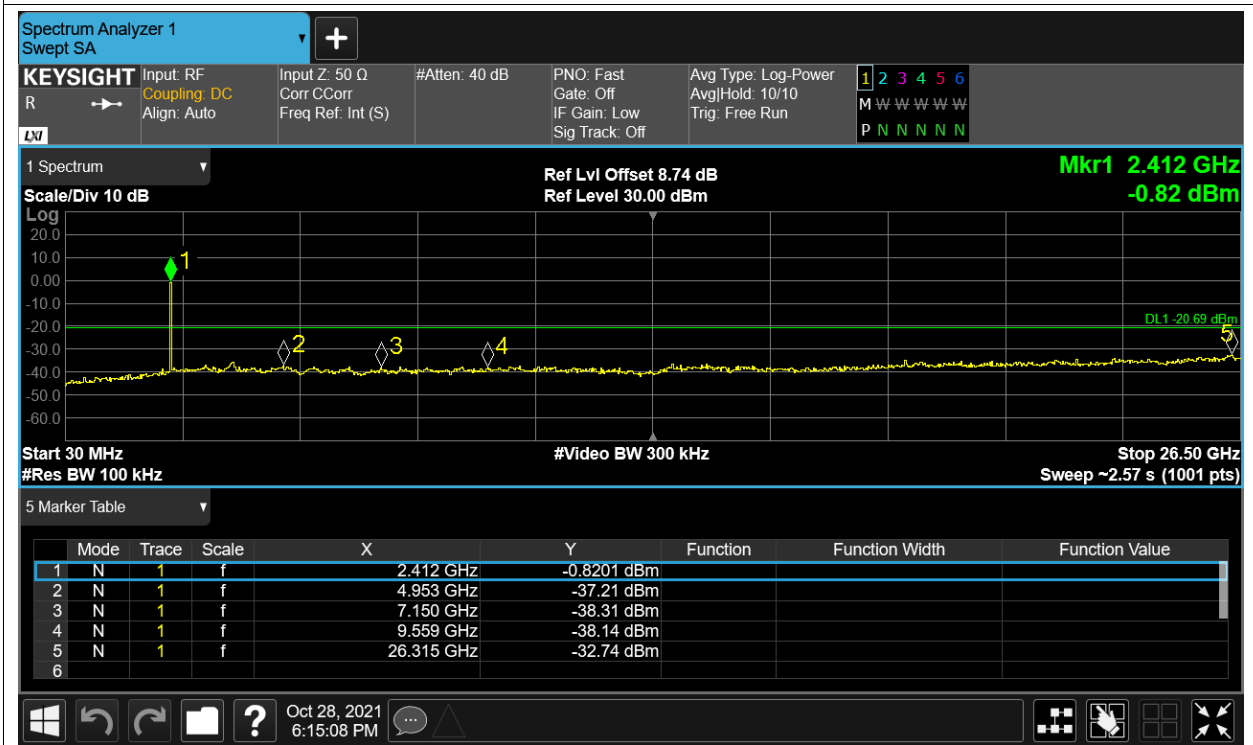 Spectrum Analyzer 1
Swept SA
KEYSIGHT
R
LXI
Input: RF
Coupling: DC
Align: Auto
Input Z: 50 Ω
Corr CCorr
Freq Ref: Int (S)
#Atten: 40 dB
PNO: Fast
Gate: Off
IF Gain: Low
Sig Track: Off
Avg Type: Log-Power
Avg|Hold: 10/10
Trig: Free Run
1 2 3 4 5 6
M W W W W W
P N N N N N
1 Spectrum
Scale/Div 10 dB
Ref Lvl Offset 8.74 dB
Ref Level 30.00 dBm
Mkr1 2.412 GHz
-0.82 dBm
Log
20.0
10.0
0.00
-10.0
-20.0
-30.0
-40.0
-50.0
-60.0
1
2
3
4
5
DL1 -20.69 dBm
Start 30 MHz
#Video BW 300 kHz
Stop 26.50 GHz
#Res BW 100 kHz
Sweep ~2.57 s (1001 pts)
5 Marker Table
Mode Trace Scale X Y Function Function Width Function Value
1 N 1 f 2.412 GHz -0.8201 dBm
2 N 1 f 4.953 GHz -37.21 dBm
3 N 1 f 7.150 GHz -38.31 dBm
4 N 1 f 9.559 GHz -38.14 dBm
5 N 1 f 26.315 GHz -32.74 dBm
6
?
Oct 28, 2021
6:15:08 PM